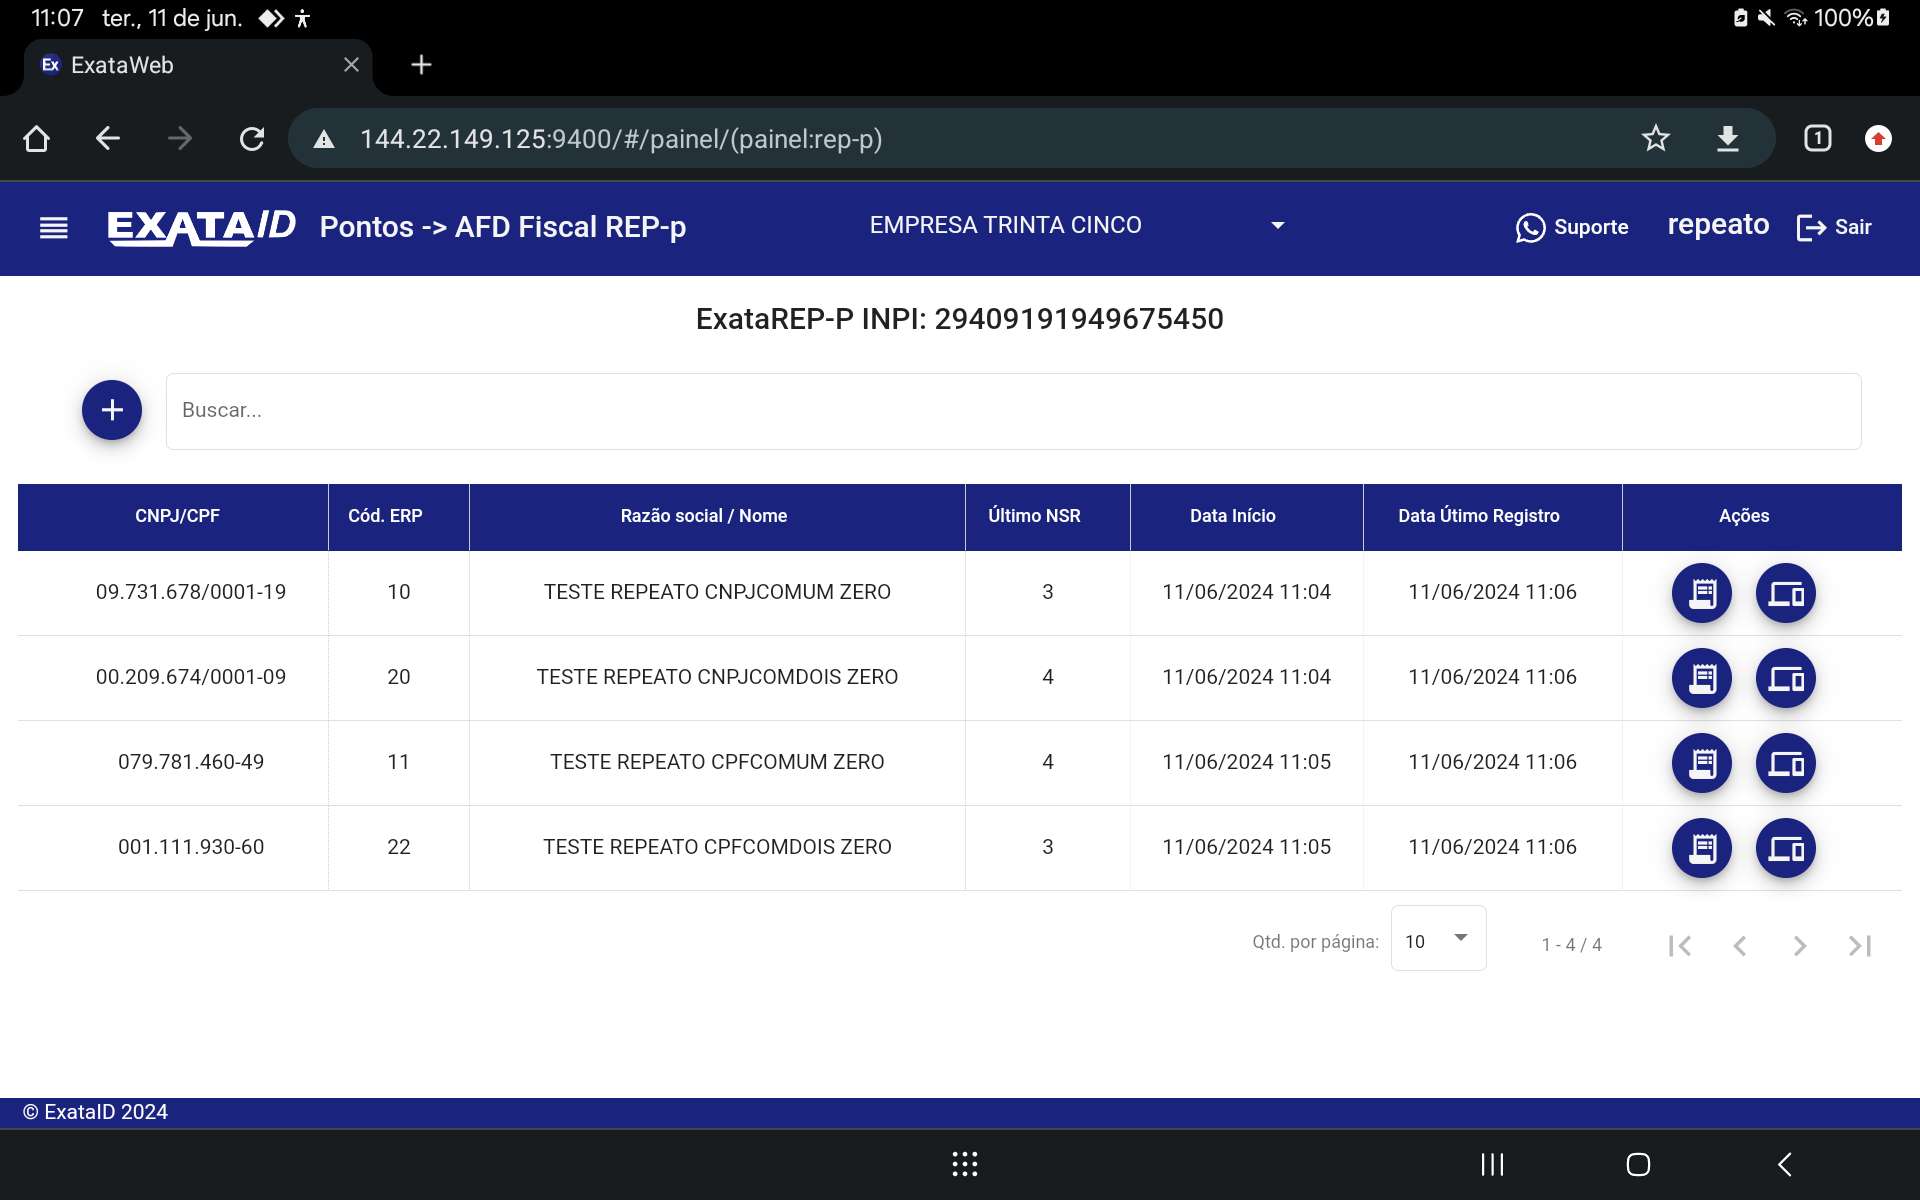 11:07 ter., 11 de jun. 100%
Ex ExataWeb
144.22.149.125:9400/#/painel/(painel:rep-p) 1
EXATAID Pontos -> AFD Fiscal REP-p EMPRESA TRINTA CINCO Suporte repeato Sair
ExataREP-P INPI: 29409191949675450
+ Buscar...
CNPJ/CPF Cód. ERP Razão social / Nome Último NSR Data Início Data Útimo Registro Ações
09.731.678/0001-19 10 TESTE REPEATO CNPJCOMUM ZERO 3 11/06/2024 11:04 11/06/2024 11:06
00.209.674/0001-09 20 TESTE REPEATO CNPJCOMDOIS ZERO 4 11/06/2024 11:04 11/06/2024 11:06
079.781.460-49 11 TESTE REPEATO CPFCOMUM ZERO 4 11/06/2024 11:05 11/06/2024 11:06
001.111.930-60 22 TESTE REPEATO CPFCOMDOIS ZERO 3 11/06/2024 11:05 11/06/2024 11:06
Qtd. por página: 10 1 - 4 / 4
© ExataID 2024